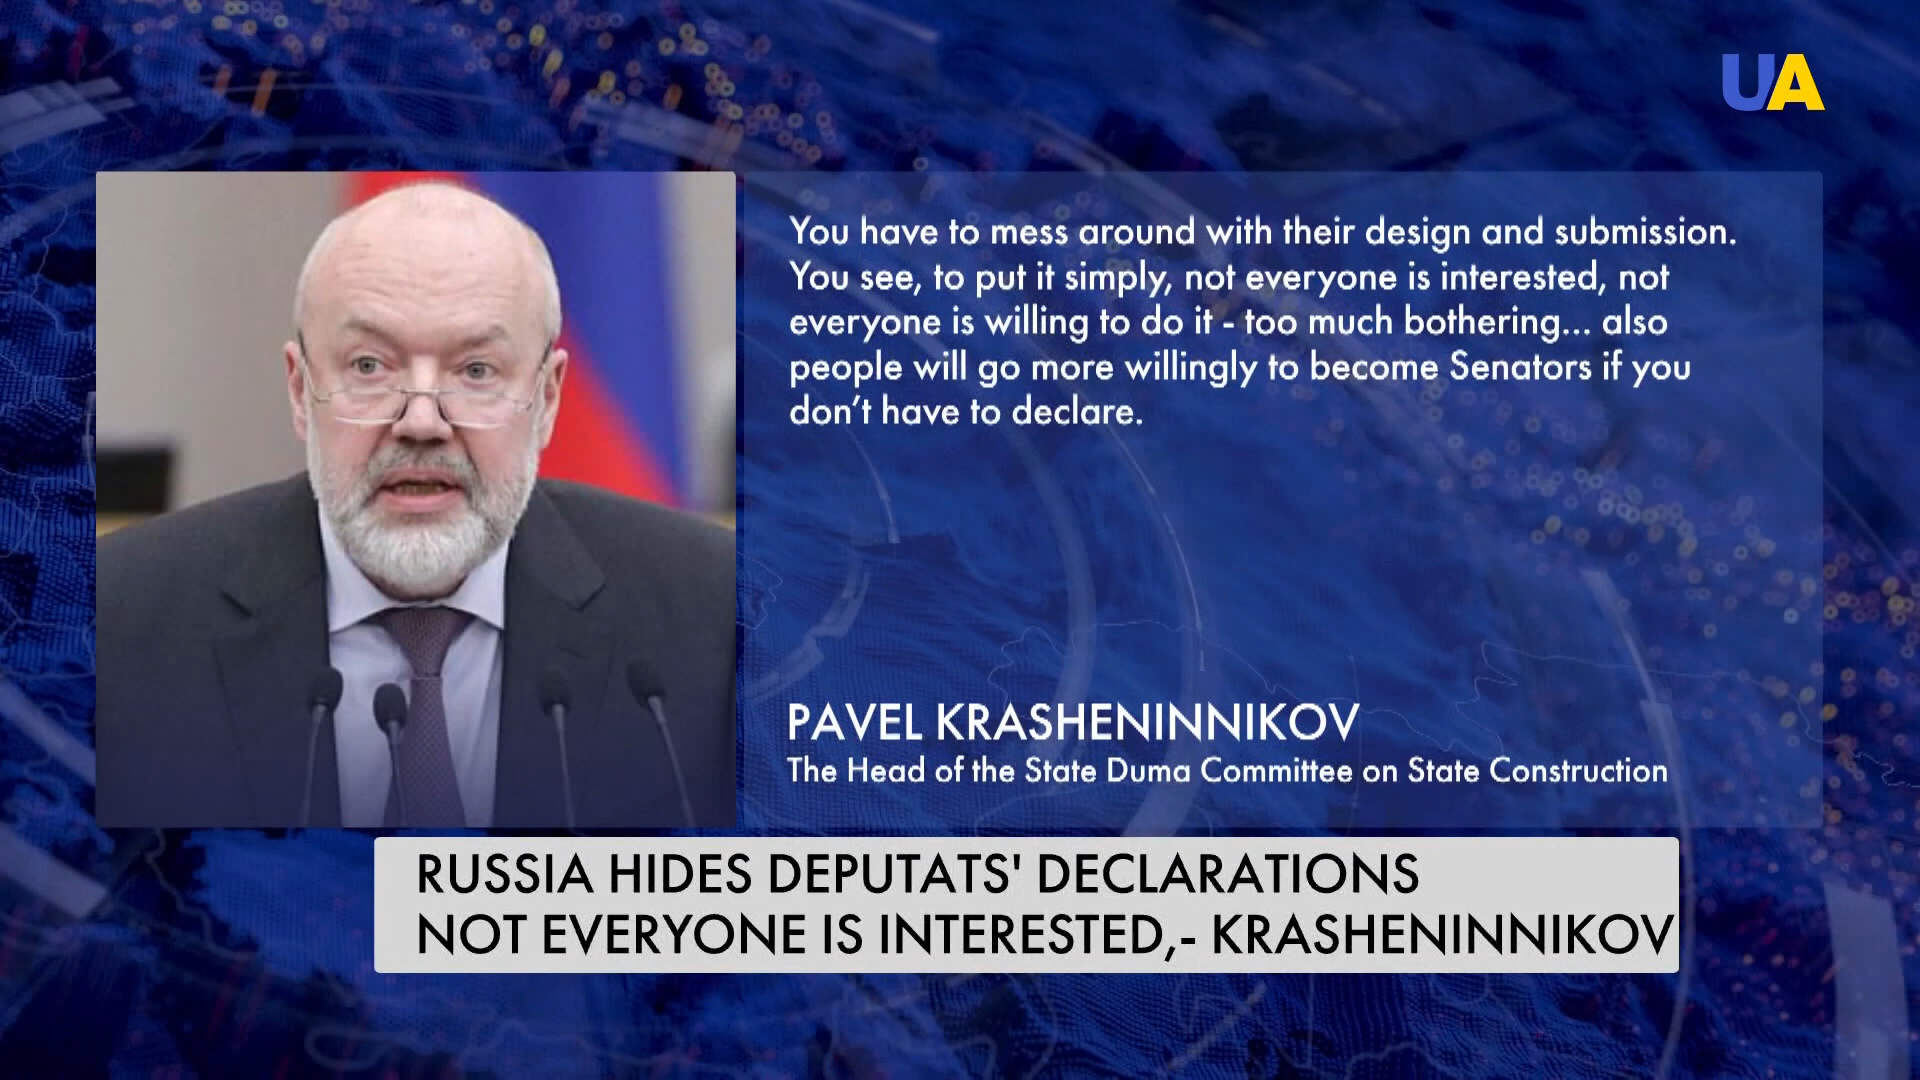 UA
You have to mess around with their design and submission.
You see, to put it simply, not everyone is interested, not
everyone is willing to do it - too much bothering... also
people will go more willingly to become Senators if you
don’t have to declare.
PAVEL KRASHENINNIKOV
The Head of the State Duma Committee on State Construction
RUSSIA HIDES DEPUTATS' DECLARATIONS
NOT EVERYONE IS INTERESTED,- KRASHENINNIKOV